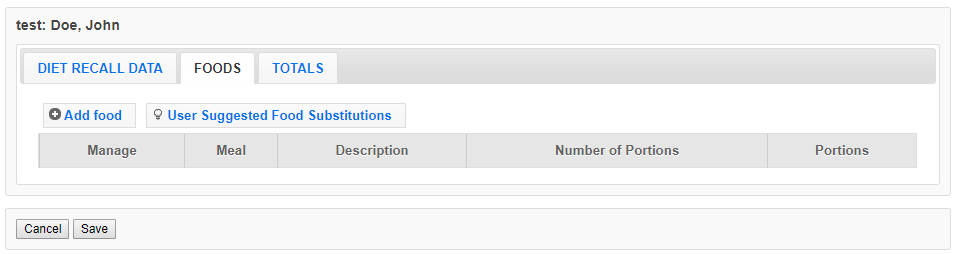 test: Doe, John
DIET RECALL DATA FOODS TOTALS
Add food User Suggested Food Substitutions
Manage Meal Description Number of Portions Portions
Cancel Save